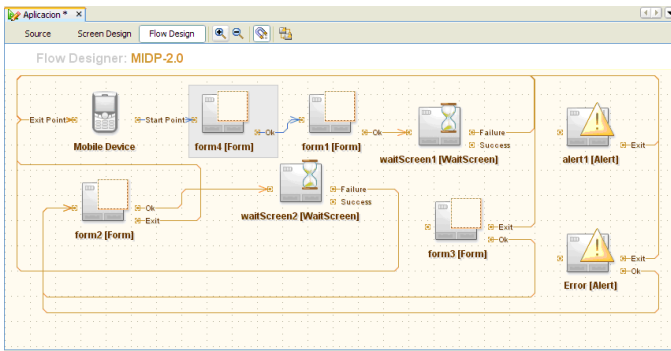 Aplicacion *
Source Screen Design Flow Design
Flow Designer: MIDP-2.0
Exit Point Start Point Ok Ok Failure
Success Exit
Mobile Device form4 [Form] form1 [Form] waitScreen1 [WaitScreen] alert1 [Alert]
Ok Failure
Exit Success
form2 [Form] waitScreen2 [WaitScreen]
Exit
Ok
form3 [Form]
Exit
Ok
Error [Alert]